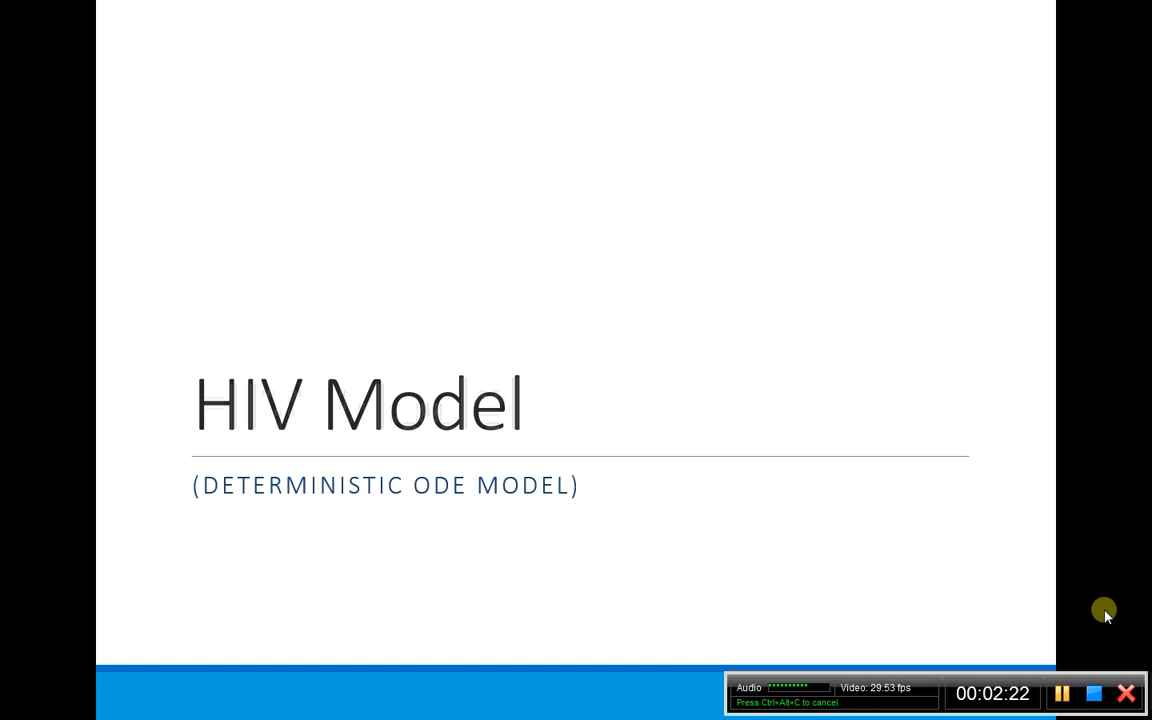 HIV Model
(DETERMINISTIC ODE MODEL)
Audio
Video: 29.53 fps
Press Ctrl+Alt+C to cancel
00:02:22